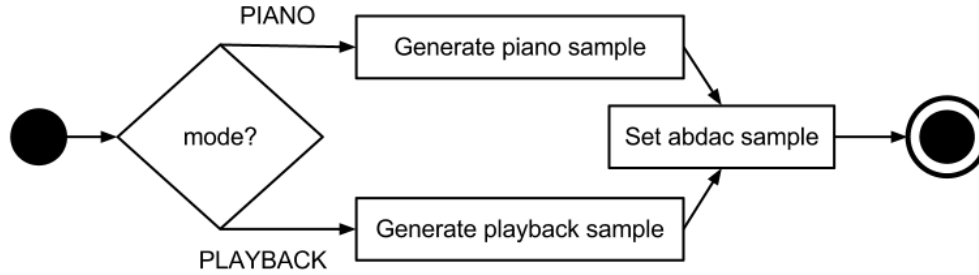 PIANO
Generate piano sample
mode?
Set abdac sample
Generate playback sample
PLAYBACK